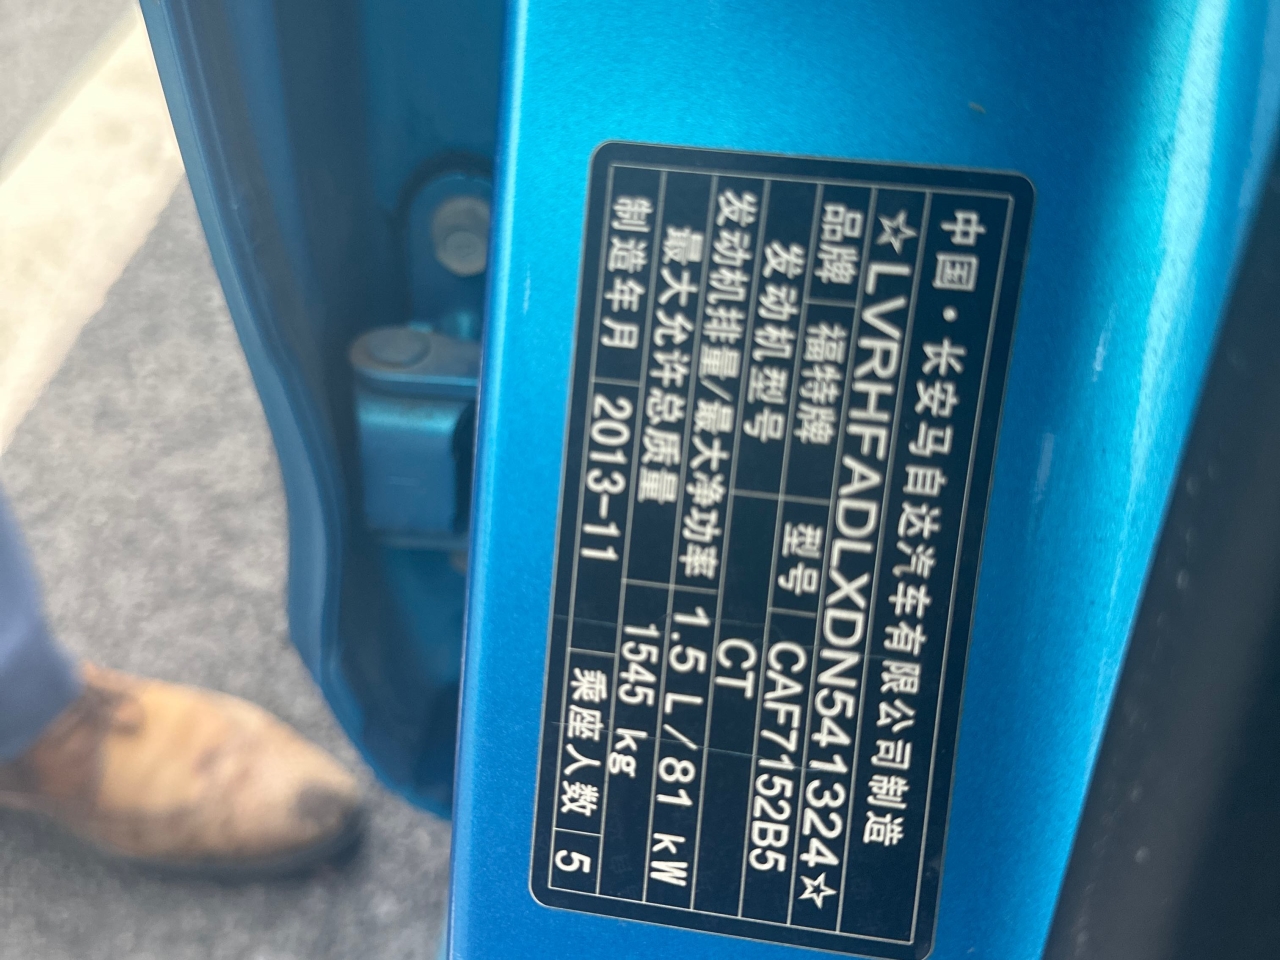 中国·长安马自达汽车有限公司制造
☆LVRHFADLXDN541324☆
品牌 福特牌 型号 CAF7152B5
发动机型号 CT
发动机排量/最大净功率 1.5 L/81 kW
最大允许总质量 1545 kg
制造年月 2013-11 乘座人数 5